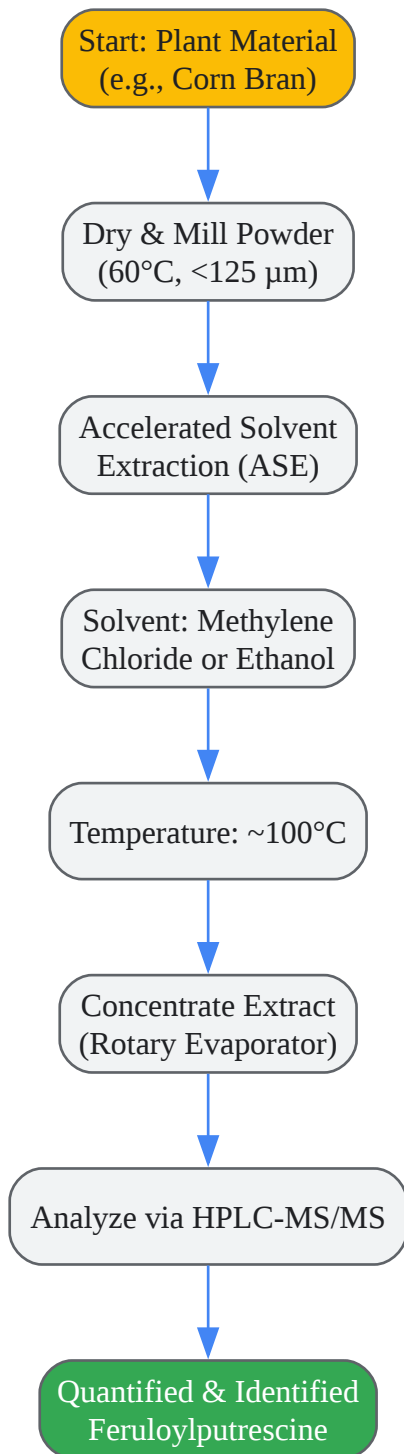 Start: Plant Material
(e.g., Corn Bran)
Dry & Mill Powder
(60°C, <125 µm)
Accelerated Solvent
Extraction (ASE)
Solvent: Methylene
Chloride or Ethanol
Temperature: ~100°C
Concentrate Extract
(Rotary Evaporator)
Analyze via HPLC-MS/MS
Quantified & Identified
Feruloylputrescine